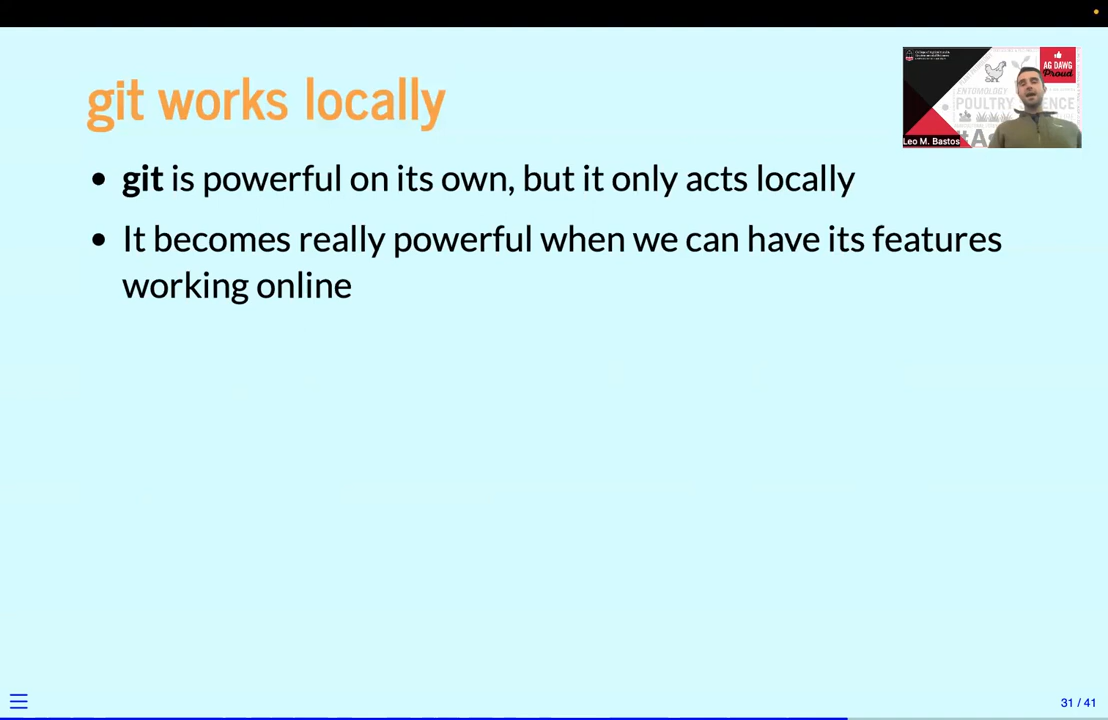 git works locally
• git is powerful on its own, but it only acts locally
• It becomes really powerful when we can have its features
working online
AG DAWG
Proud
ENTOMOLOGY
POULTRY
Leo M. Bastos
31 / 41